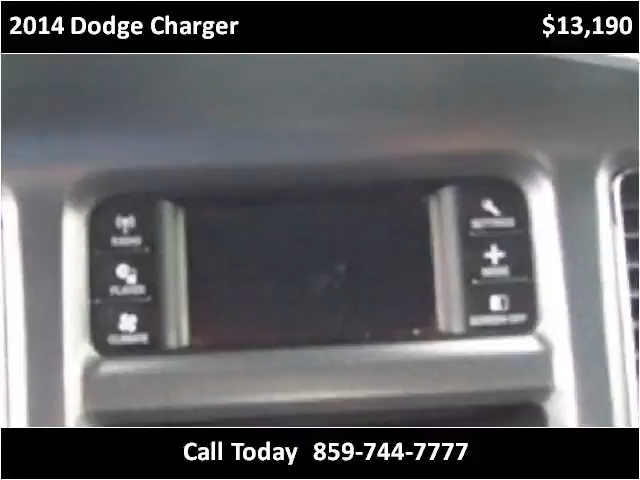 2014 Dodge Charger $13,190
RADIO
PLAYER
CLIMATE
SETTINGS
MORE
SCREEN OFF
Call Today 859-744-7777